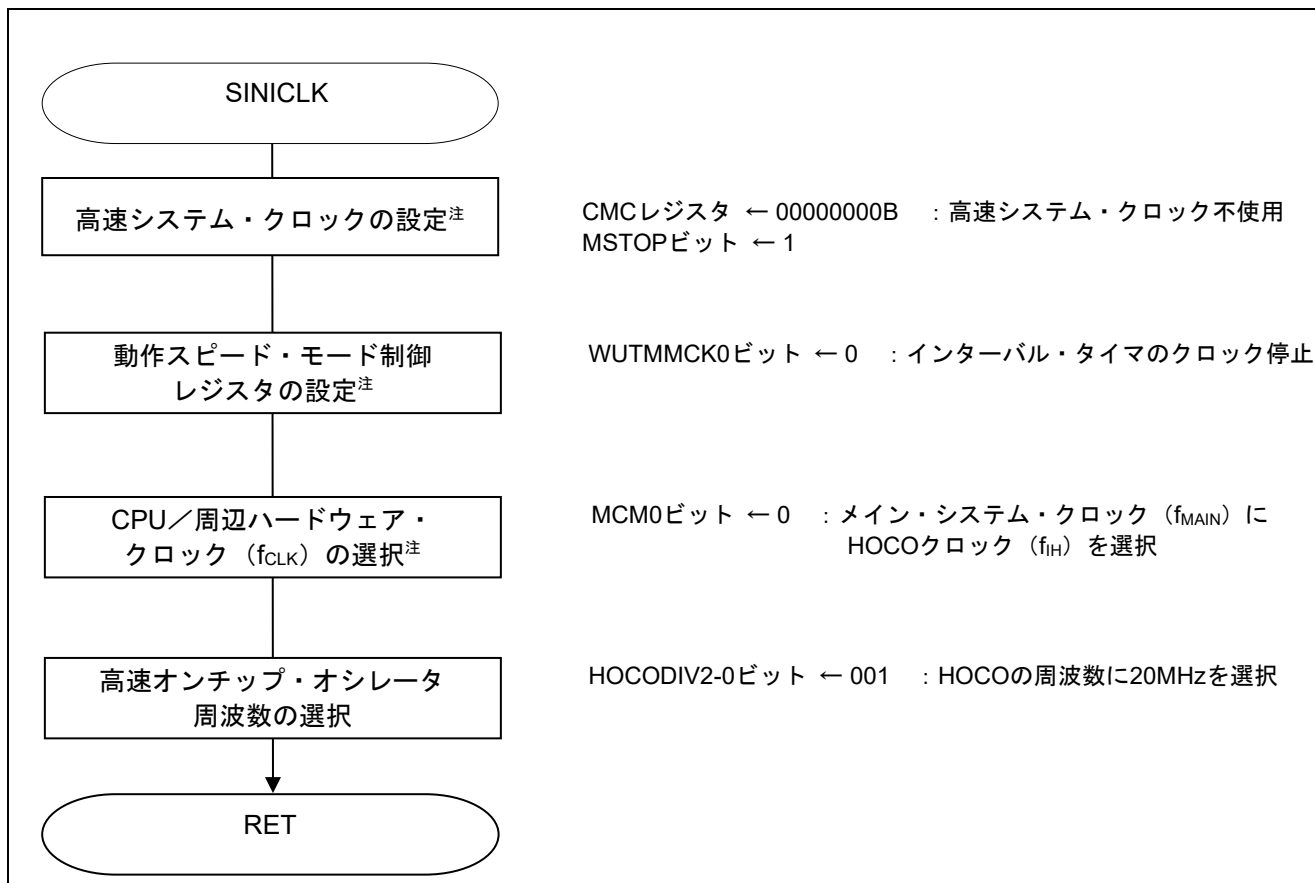 SINICLK
高速システム・クロックの設定注
CMCレジスタ ← 00000000B :高速システム・クロック不使用
MSTOPビット ← 1
動作スピード・モード制御
レジスタの設定注
WUTMMCK0ビット ← 0 :インターバル・タイマのクロック停止
CPU/周辺ハードウェア・
クロック(fCLK)の選択注
MCM0ビット ← 0 :メイン・システム・クロック(fMAIN)に
HOCOクロック(fIH)を選択
高速オンチップ・オシレータ
周波数の選択
HOCODIV2-0ビット ← 001 :HOCOの周波数に20MHzを選択
RET